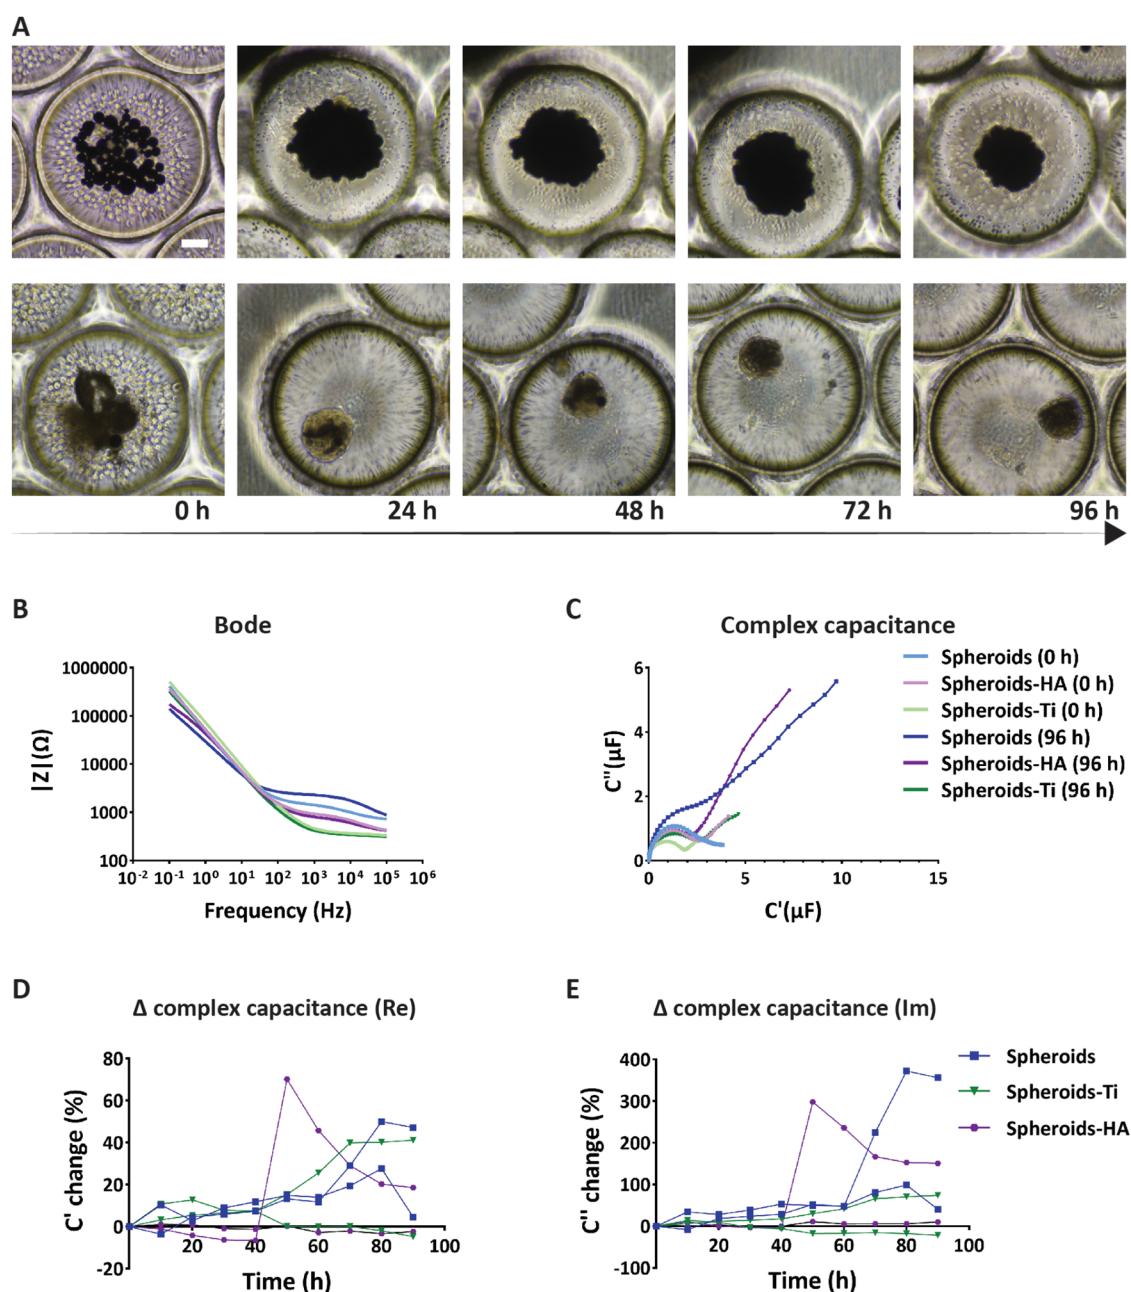 A
0 h 24 h 48 h 72 h 96 h
B
Bode
|Z| (Ω)
1000000
100000
10000
1000
100
10⁻² 10⁻¹ 10⁰ 10¹ 10² 10³ 10⁴ 10⁵ 10⁶
Frequency (Hz)
C
Complex capacitance
C''(µF)
6
4
2
0
0 5 10 15
C'(µF)
Spheroids (0 h)
Spheroids-HA (0 h)
Spheroids-Ti (0 h)
Spheroids (96 h)
Spheroids-HA (96 h)
Spheroids-Ti (96 h)
D
Δ complex capacitance (Re)
C' change (%)
80
60
40
20
0
-20
20 40 60 80 100
Time (h)
E
Δ complex capacitance (Im)
C'' change (%)
400
300
200
100
0
-100
20 40 60 80 100
Time (h)
Spheroids
Spheroids-Ti
Spheroids-HA